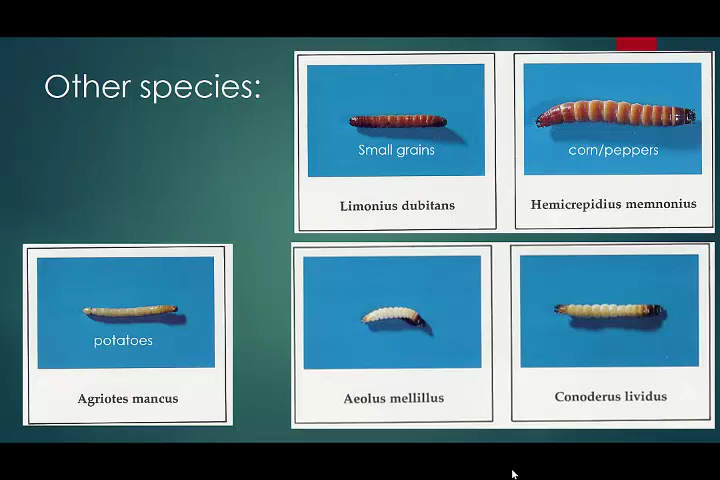 Other species:
Small grains
Limonius dubitans
corn/peppers
Hemicrepidius memnonius
potatoes
Agriotes mancus
Aeolus mellillus
Conoderus lividus